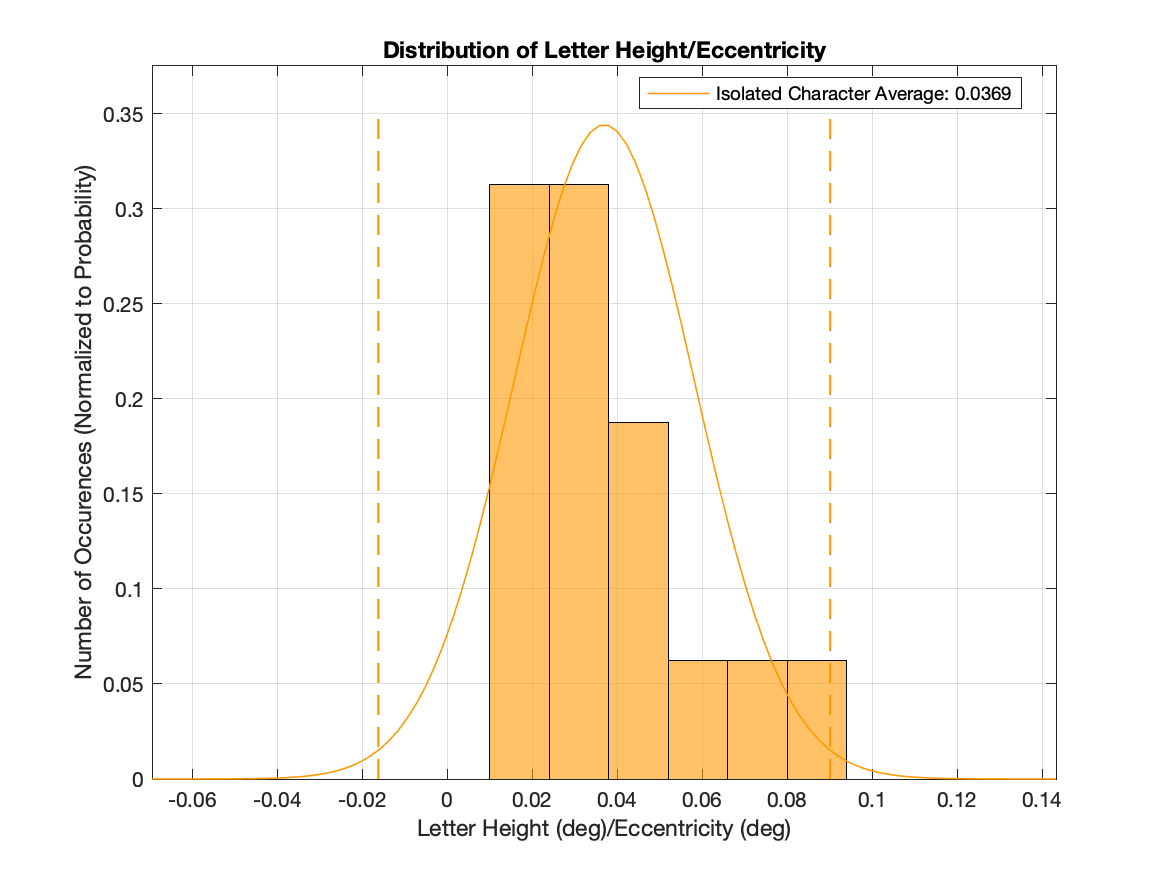 Distribution of Letter Height/Eccentricity
Isolated Character Average: 0.0369
Number of Occurences (Normalized to Probability)
0.35
0.3
0.25
0.2
0.15
0.1
0.05
0
-0.06 -0.04 -0.02 0 0.02 0.04 0.06 0.08 0.1 0.12 0.14
Letter Height (deg)/Eccentricity (deg)